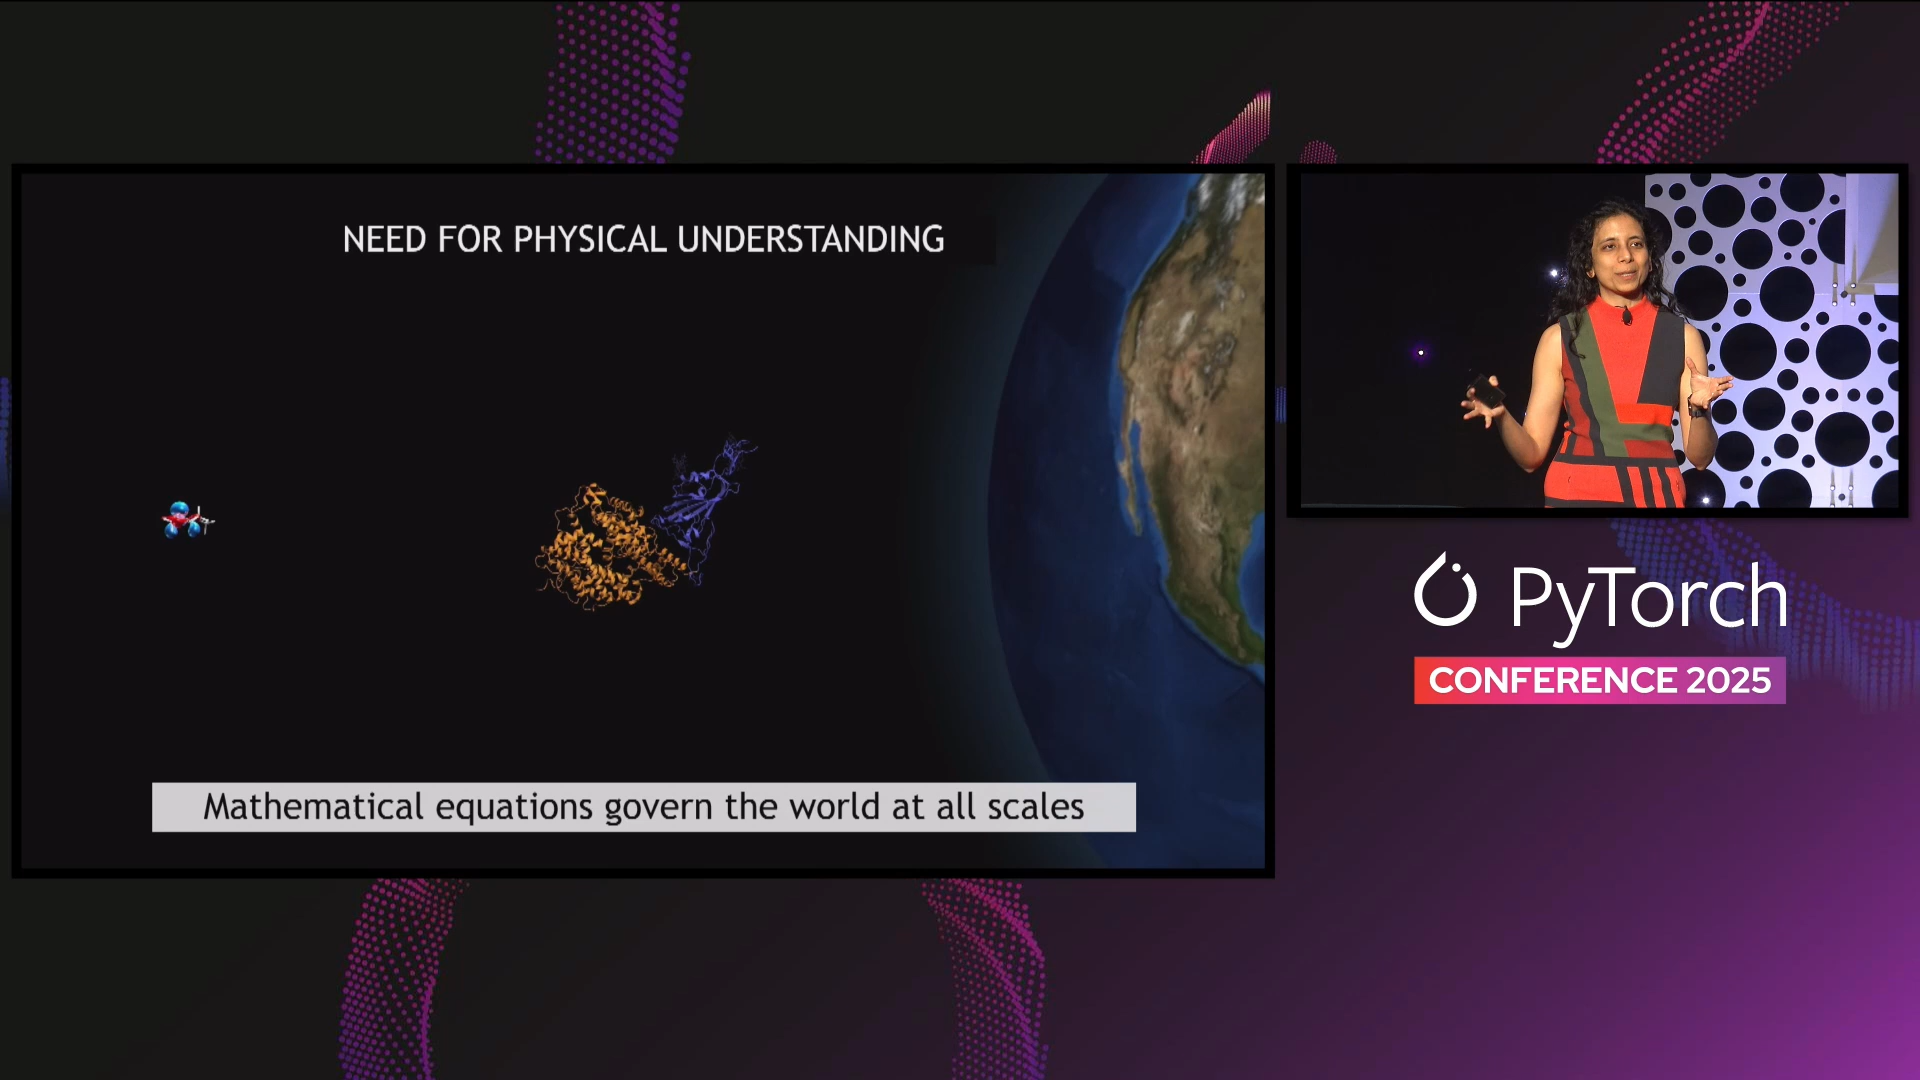 NEED FOR PHYSICAL UNDERSTANDING
Mathematical equations govern the world at all scales
PyTorch
CONFERENCE 2025